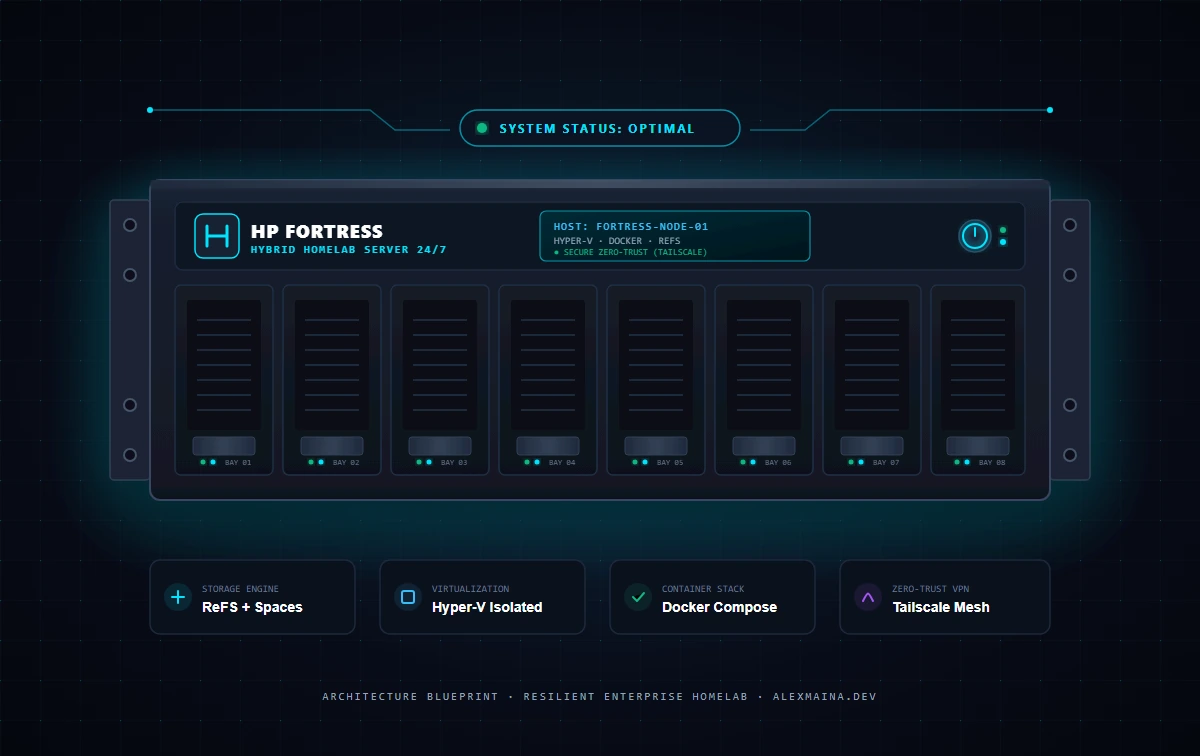 SYSTEM STATUS: OPTIMAL
HP FORTRESS
HYBRID HOMELAB SERVER 24/7
HOST: FORTRESS-NODE-01
HYPER-V · DOCKER · REFS
● SECURE ZERO-TRUST (TAILSCALE)
BAY 01
BAY 02
BAY 03
BAY 04
BAY 05
BAY 06
BAY 07
BAY 08
STORAGE ENGINE
ReFS + Spaces
VIRTUALIZATION
Hyper-V Isolated
CONTAINER STACK
Docker Compose
ZERO-TRUST VPN
Tailscale Mesh
ARCHITECTURE BLUEPRINT · RESILIENT ENTERPRISE HOMELAB · ALEXMAINA.DEV